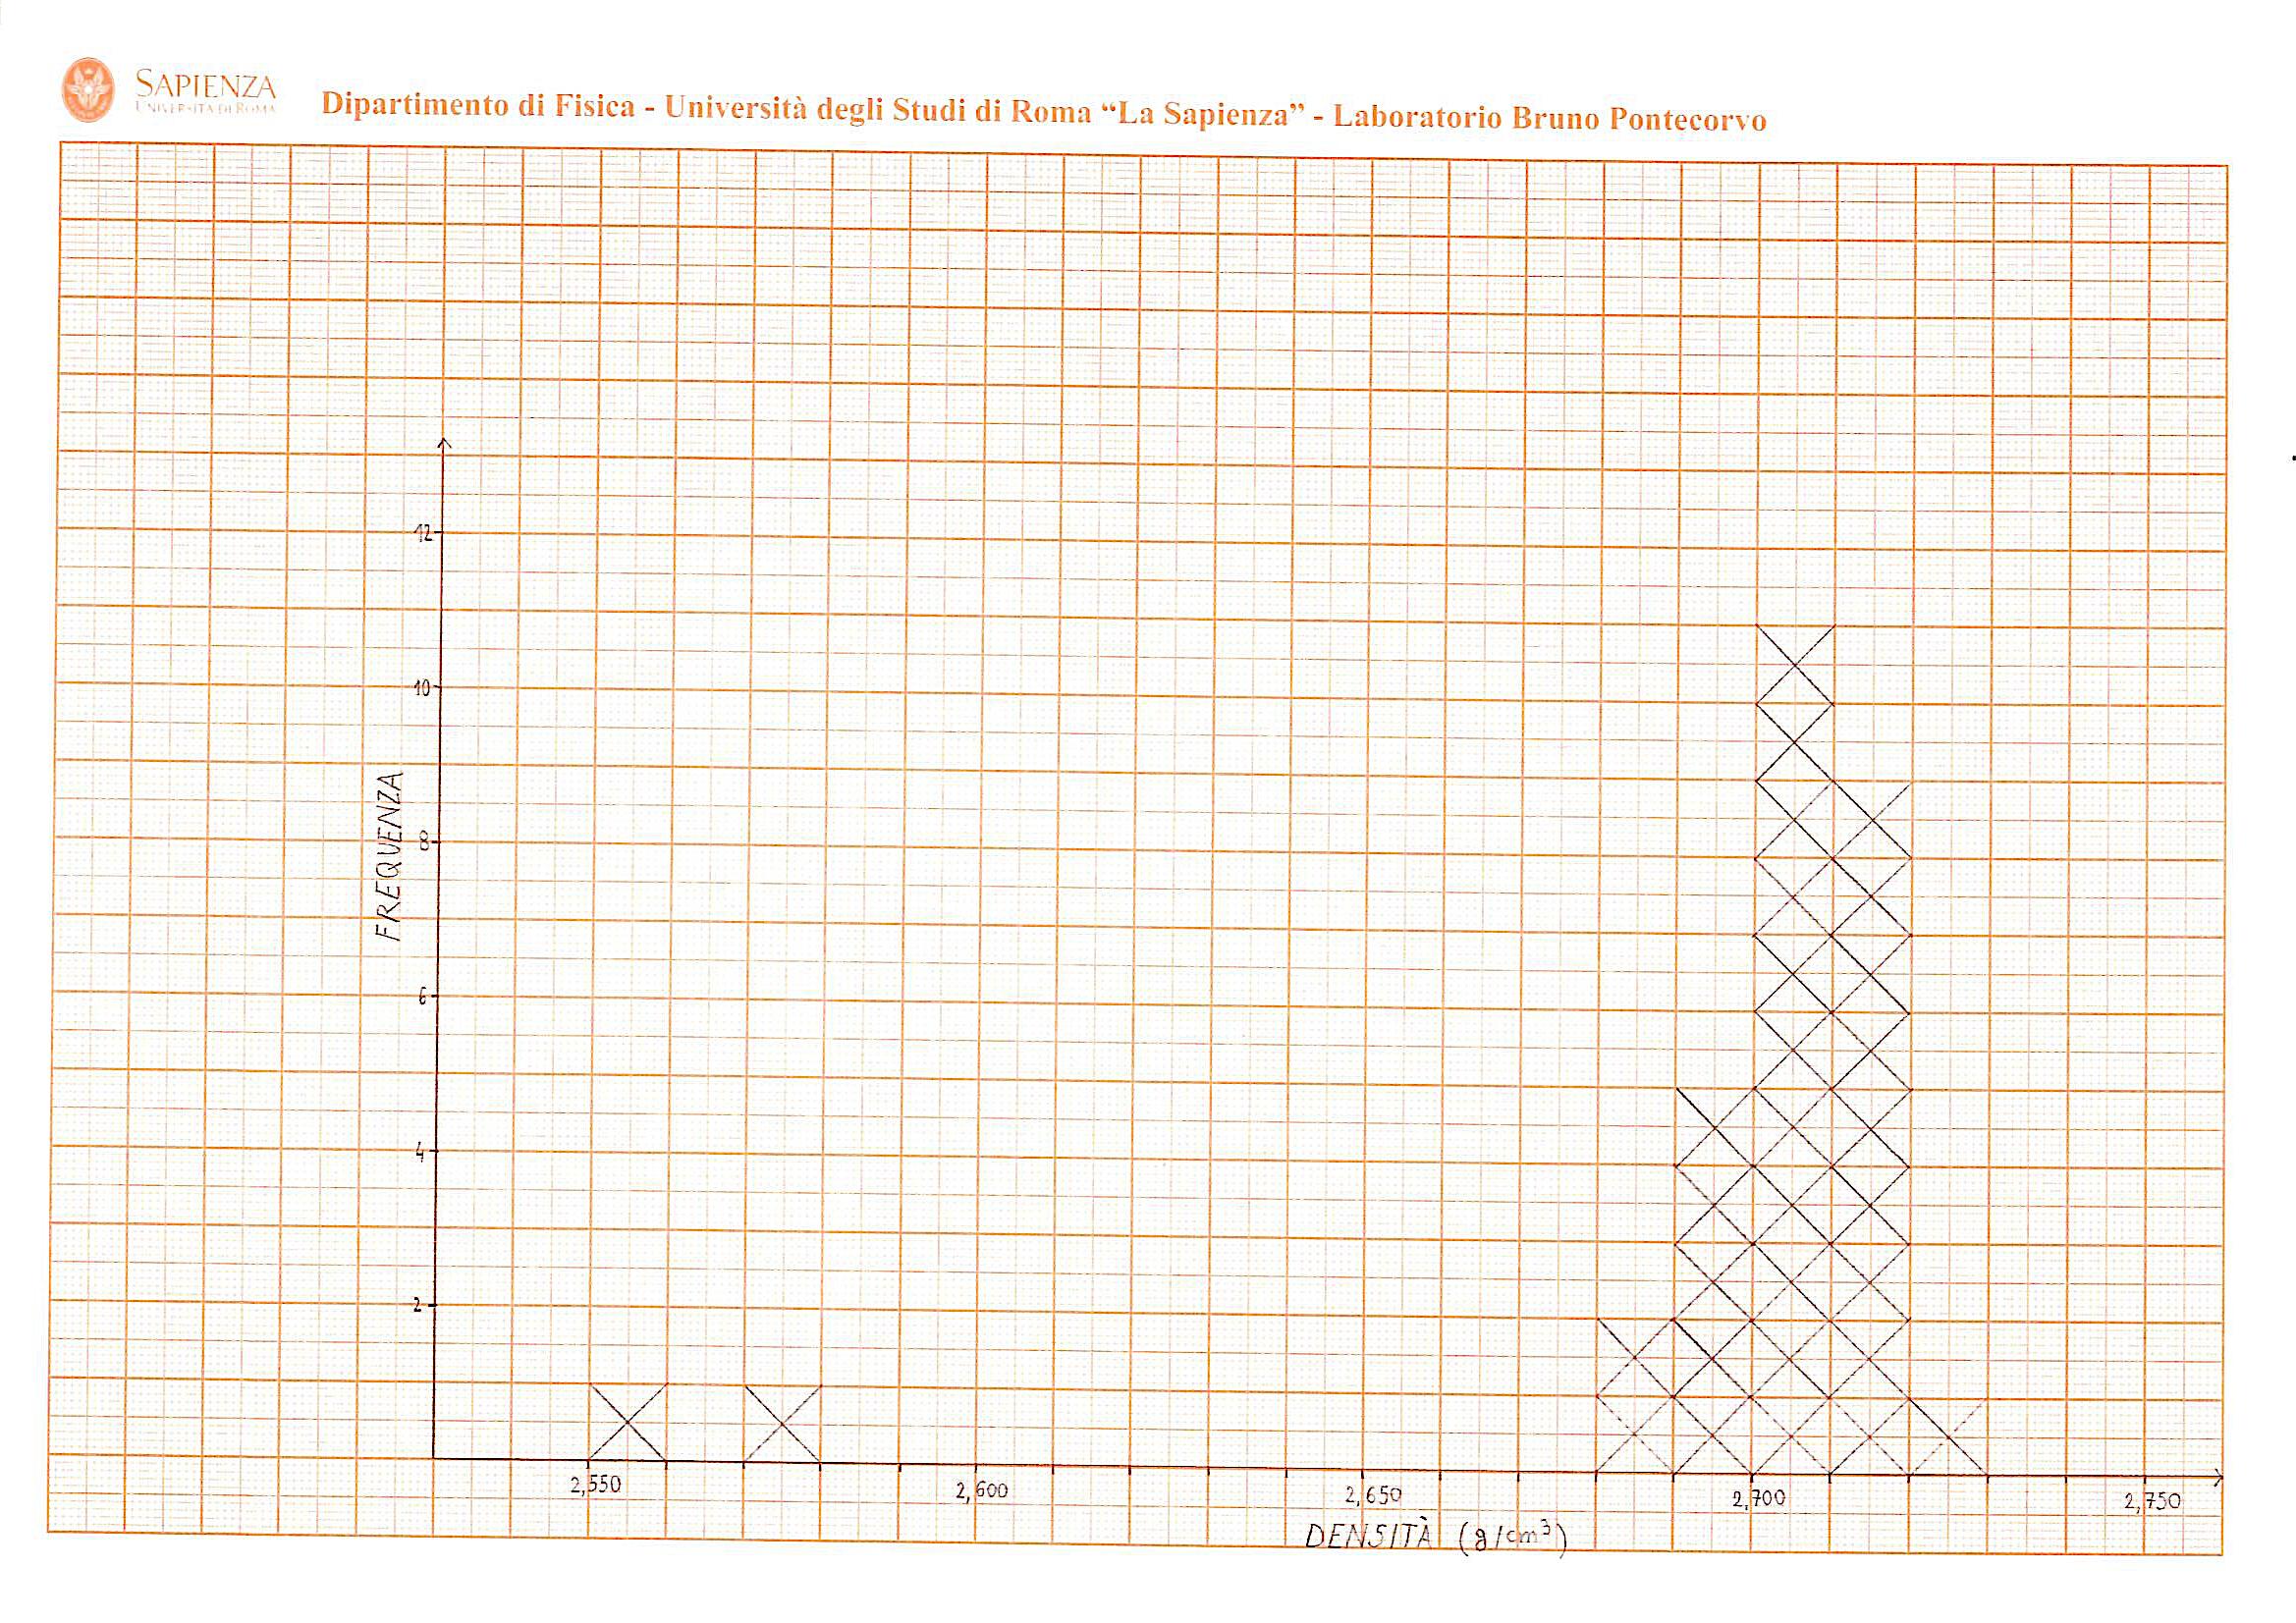 SAPIENZA
UNIVERSITÀ DI ROMA
Dipartimento di Fisica - Università degli Studi di Roma “La Sapienza” - Laboratorio Bruno Pontecorvo
12
10
FREQUENZA
8
6
4
2
2,550
2,600
2,650
2,700
2,750
DENSITÀ (g/cm³)